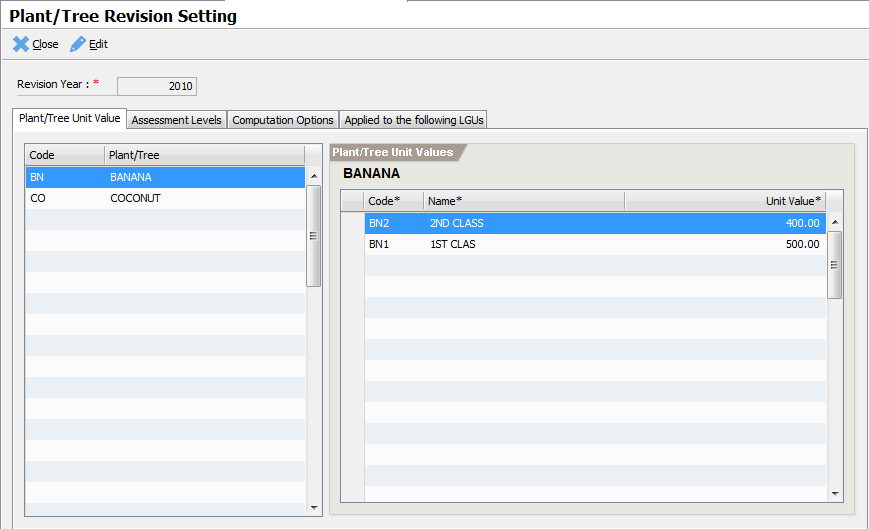 Plant/Tree Revision Setting
Close Edit
Revision Year : * 2010
Plant/Tree Unit Value Assessment Levels Computation Options Applied to the following LGUs
Code Plant/Tree
BN BANANA
CO COCONUT
Plant/Tree Unit Values
BANANA
Code* Name* Unit Value*
BN2 2ND CLASS 400.00
BN1 1ST CLAS 500.00